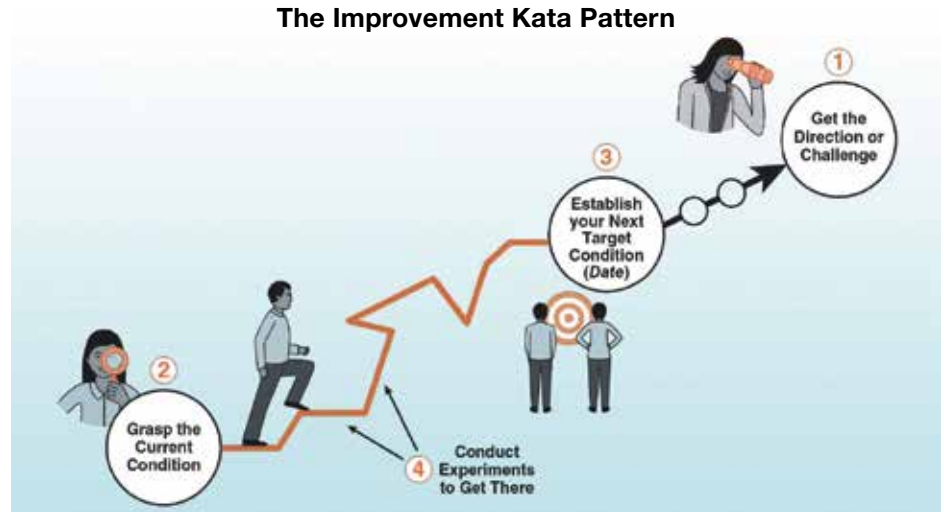 The Improvement Kata Pattern
1
Get the
Direction or
Challenge
2
Grasp the
Current
Condition
3
Establish
your Next
Target
Condition
(Date)
4
Conduct
Experiments
to Get There